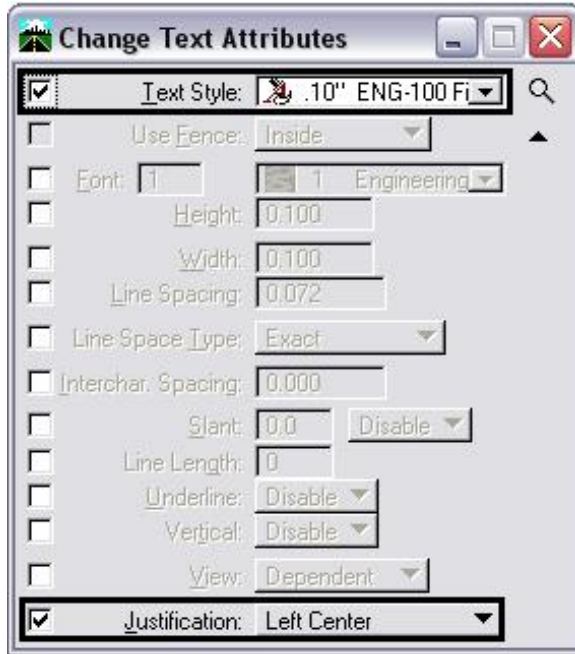 Change Text Attributes
Text Style: .10" ENG-100 Fi
Use Fence: Inside
Font: 1 1 Engineering
Height: 0.100
Width: 0.100
Line Spacing: 0.072
Line Space Type: Exact
Interchar. Spacing: 0.000
Slant: 0.0 Disable
Line Length: 0
Underline: Disable
Vertical: Disable
View: Dependent
Justification: Left Center